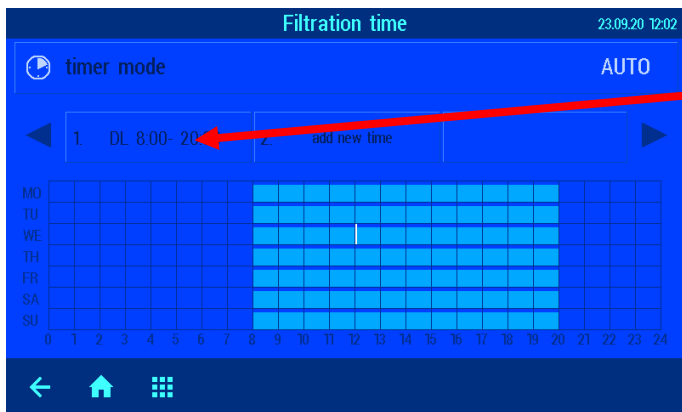 Filtration time 23.09.20 12:02
timer mode AUTO
1. DL 8:00- 20:
2. add new time
MO
TU
WE
TH
FR
SA
SU
0 1 2 3 4 5 6 7 8 9 10 11 12 13 14 15 16 17 18 19 20 21 22 23 24